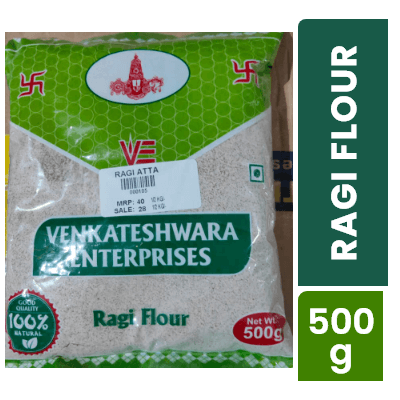 VE
RAGI ATTA
MRP: 40
SALE: 28
VENKATESHWARA
ENTERPRISES
GOOD
QUALITY
100%
NATURAL
Ragi Flour
Net Wt.
500g
RAGI FLOUR
500
g